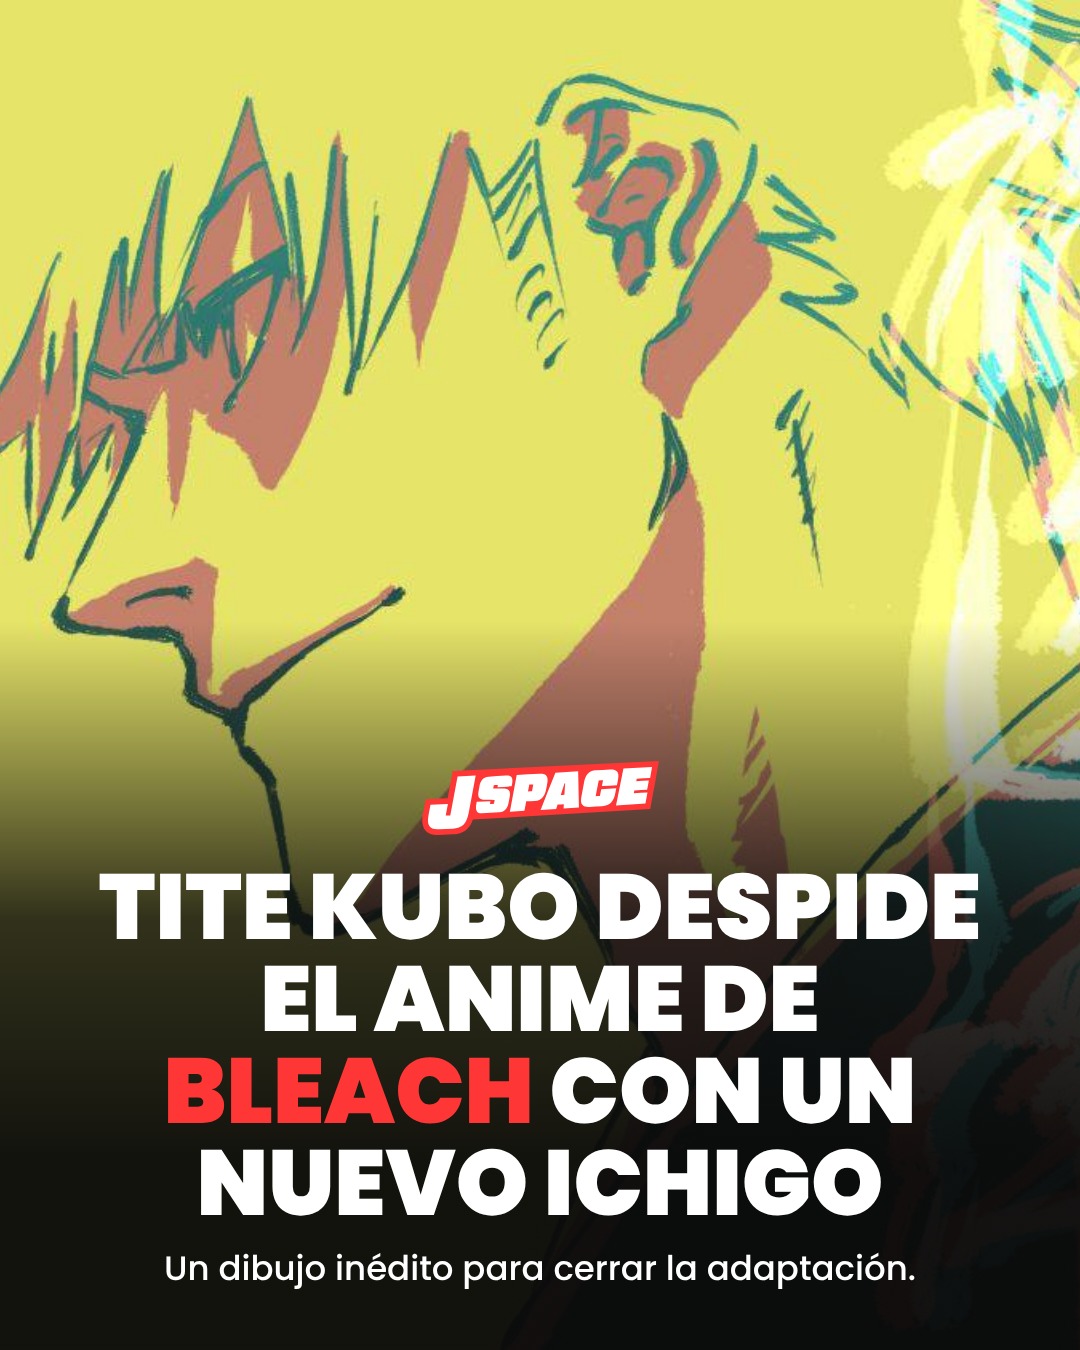 JSPACE
TITE KUBO DESPIDE
EL ANIME DE
BLEACH CON UN
NUEVO ICHIGO
Un dibujo inédito para cerrar la adaptación.